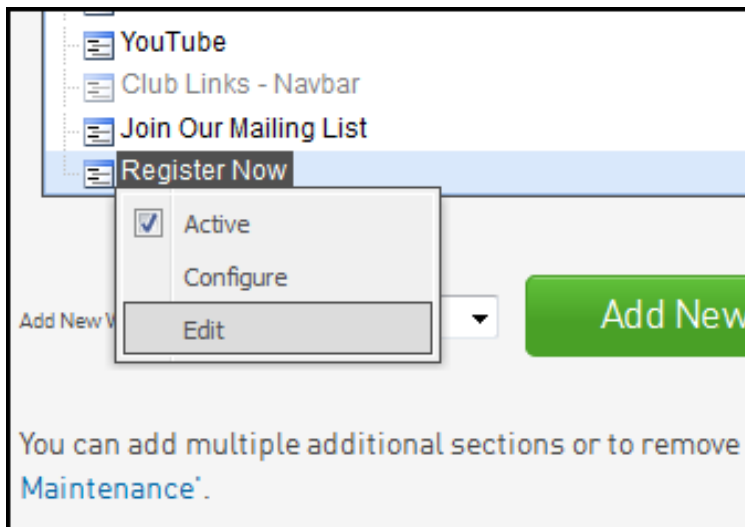 YouTube
Club Links - Navbar
Join Our Mailing List
Register Now
Active
Configure
Edit
Add New
Add New
You can add multiple additional sections or to remove
Maintenance'.